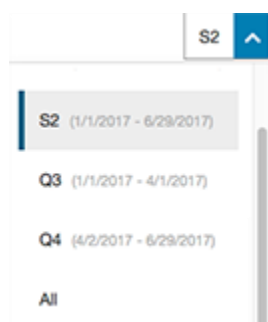 S2
S2 (1/1/2017 - 6/29/2017)
Q3 (1/1/2017 - 4/1/2017)
Q4 (4/2/2017 - 6/29/2017)
All